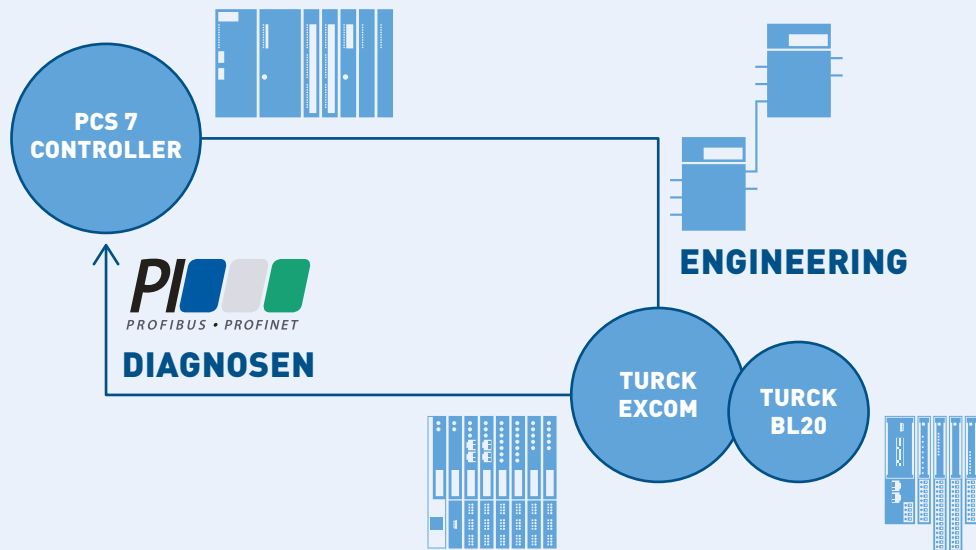 PCS 7
CONTROLLER
ENGINEERING
PI
PROFIBUS • PROFINET
DIAGNOSEN
TURCK
EXCOM
TURCK
BL20